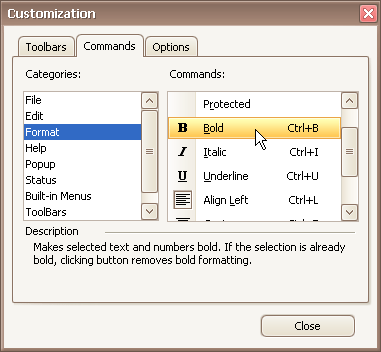 Customization
Toolbars Commands Options
Categories: Commands:
File
Edit
Format
Help
Popup
Status
Built-in Menus
ToolBars
Protected
B Bold Ctrl+B
I Italic Ctrl+I
U Underline Ctrl+U
Align Left Ctrl+L
Description
Makes selected text and numbers bold. If the selection is already
bold, clicking button removes bold formatting.
Close